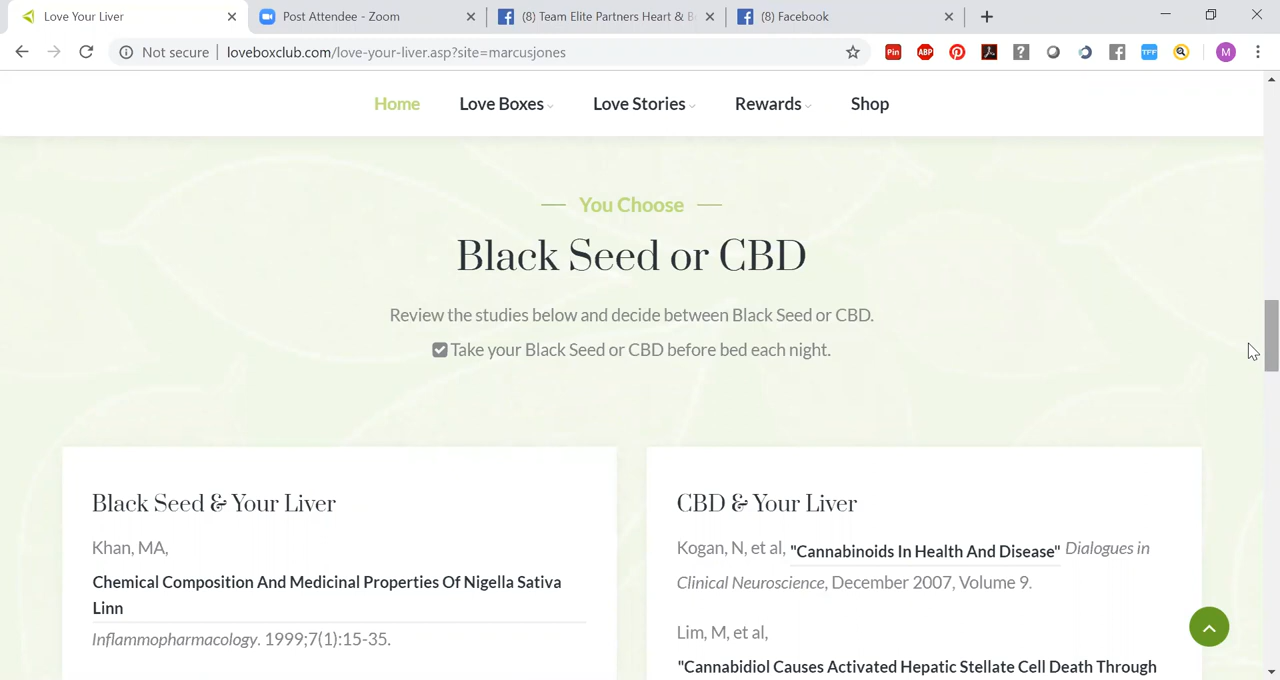 Love Your Liver
Post Attendee - Zoom
(8) Team Elite Partners Heart & B
(8) Facebook
Not secure
loveboxclub.com/love-your-liver.asp?site=marcusjones
Pin
ABP
?
TFF
M
Home
Love Boxes
Love Stories
Rewards
Shop
You Choose
Black Seed or CBD
Review the studies below and decide between Black Seed or CBD.
Take your Black Seed or CBD before bed each night.
Black Seed & Your Liver
Khan, MA,
Chemical Composition And Medicinal Properties Of Nigella Sativa
Linn
Inflammopharmacology. 1999;7(1):15-35.
CBD & Your Liver
Kogan, N, et al, "Cannabinoids In Health And Disease" Dialogues in
Clinical Neuroscience, December 2007, Volume 9.
Lim, M, et al,
"Cannabidiol Causes Activated Hepatic Stellate Cell Death Through